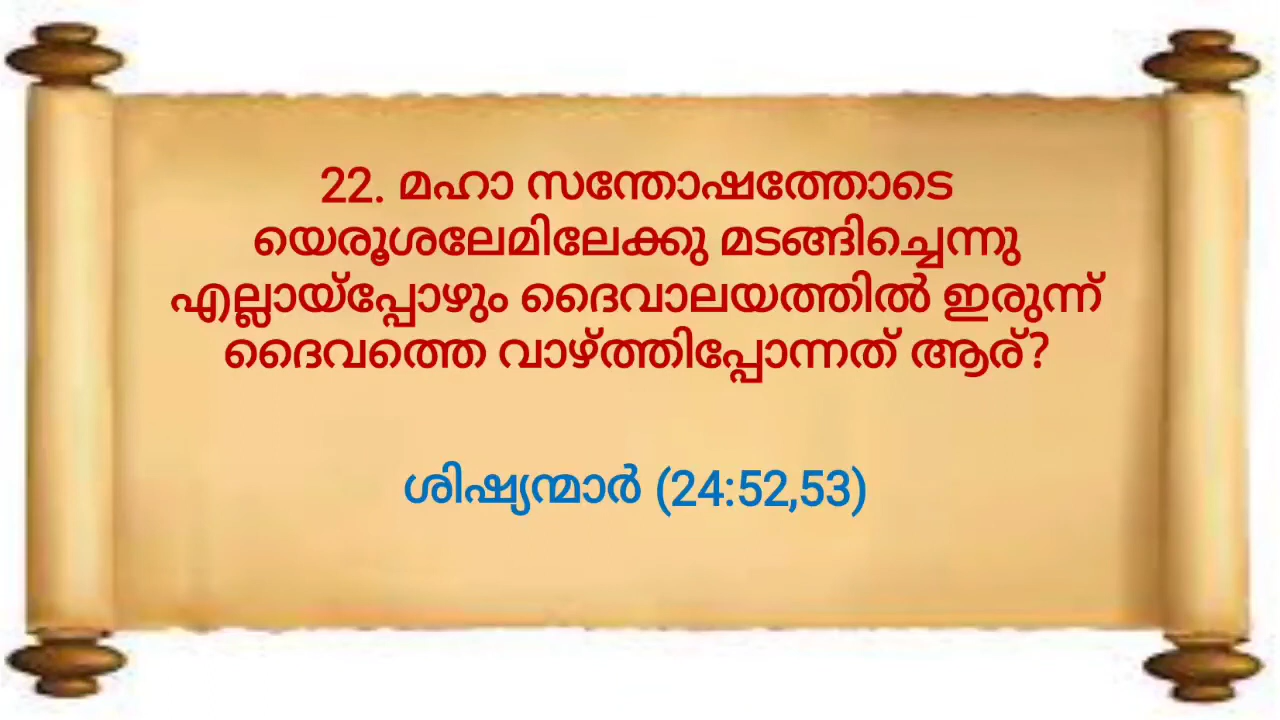 22. മഹാ സന്തോഷത്തോടെ
യെരൂശലേമിലേക്കു മടങ്ങിച്ചെന്നു
എല്ലായ്പ്പോഴും ദൈവാലയത്തിൽ ഇരുന്ന്
ദൈവത്തെ വാഴ്ത്തിപ്പോന്നത് ആര്?
ശിഷ്യന്മാർ (24:52,53)